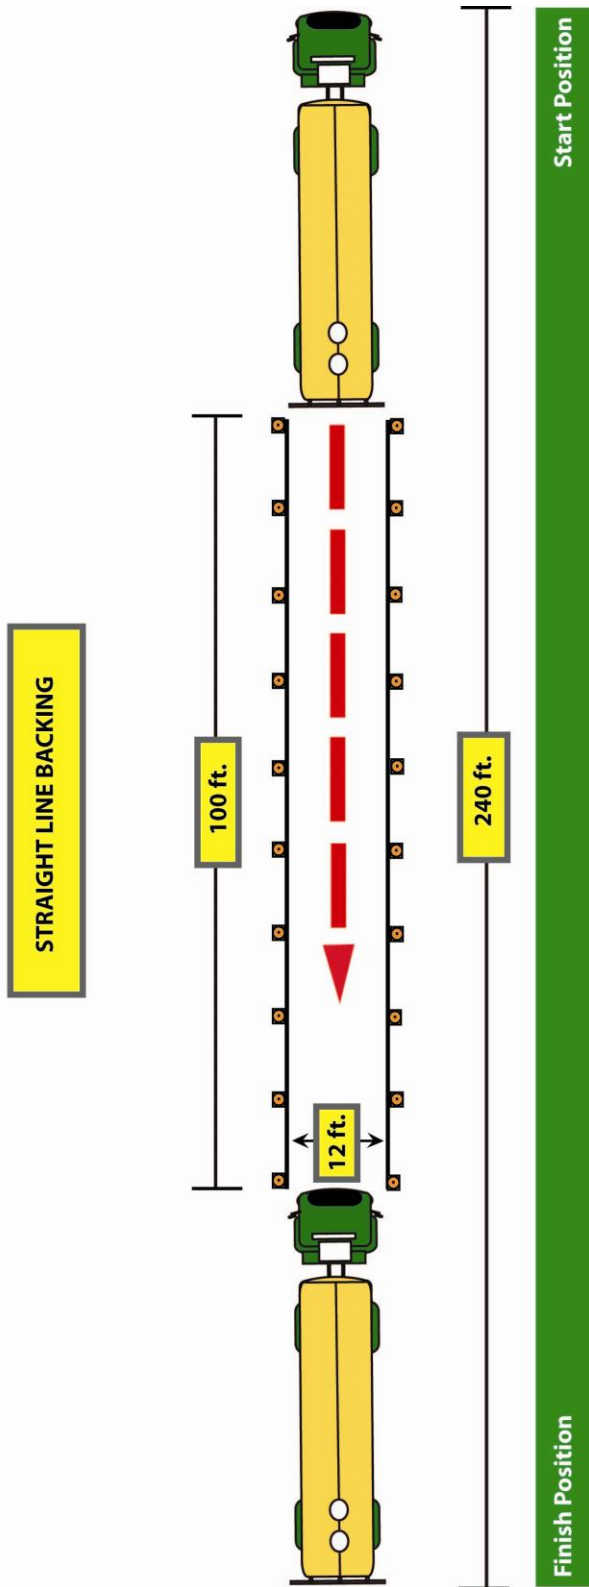 STRAIGHT LINE BACKING
100 ft.
12 ft.
240 ft.
Start Position
Finish Position